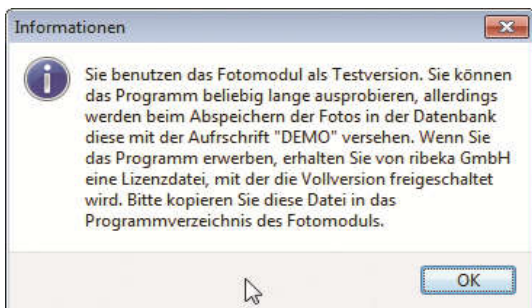 Informationen
Sie benutzen das Fotomodul als Testversion. Sie können
das Programm beliebig lange ausprobieren, allerdings
werden beim Abspeichern der Fotos in der Datenbank
diese mit der Aufrschrift "DEMO" versehen. Wenn Sie
das Programm erwerben, erhalten Sie von ribeka GmbH
eine Lizenzdatei, mit der die Vollversion freigeschaltet
wird. Bitte kopieren Sie diese Datei in das
Programmverzeichnis des Fotomoduls.
OK